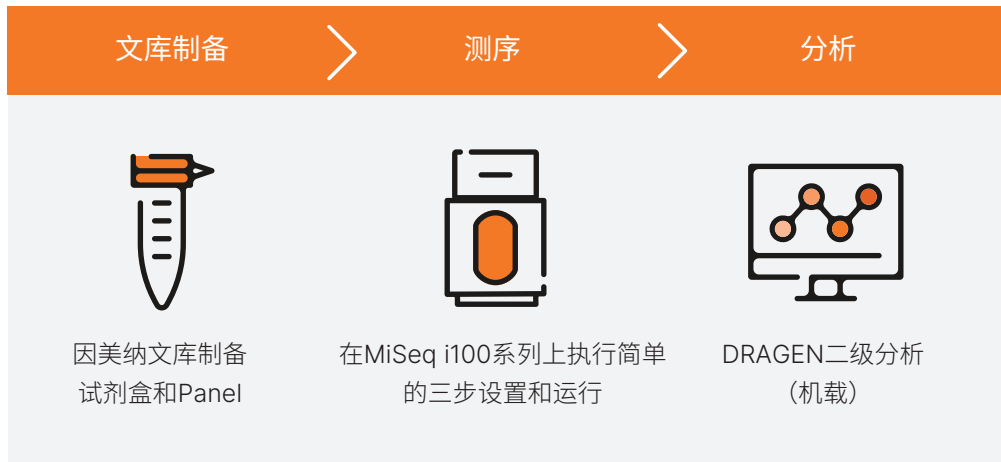 文库制备
测序
分析
因美纳文库制备
试剂盒和Panel
在MiSeq i100系列上执行简单
的三步设置和运行
DRAGEN二级分析
（机载）